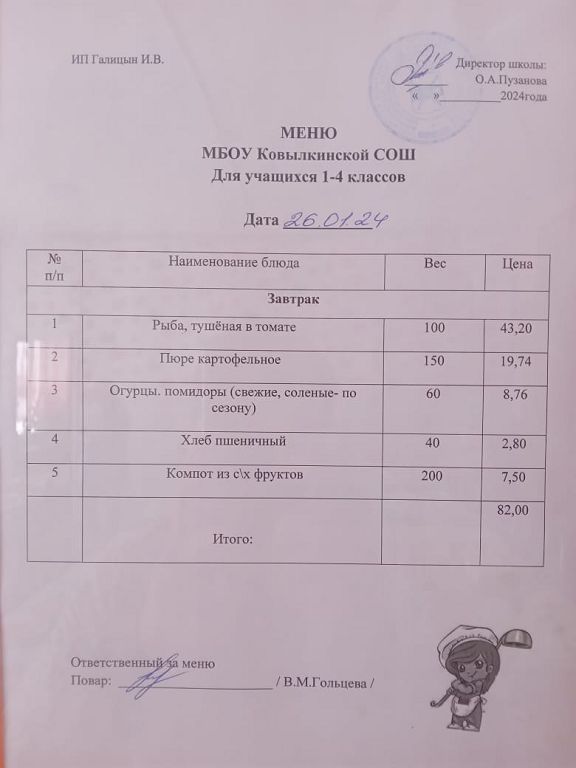 ИП Галицын И.В.
Директор школы:
О.А.Пузанова
« »__________2024года
МЕНЮ
МБОУ Ковылкинской СОШ
Для учащихся 1-4 классов
Дата 26.01.24
№ п/п Наименование блюда Вес Цена
Завтрак
1 Рыба, тушёная в томате 100 43,20
2 Пюре картофельное 150 19,74
3 Огурцы. помидоры (свежие, соленые- по 60 8,76
сезону)
4 Хлеб пшеничный 40 2,80
5 Компот из с\х фруктов 200 7,50
82,00
Итого:
Ответственный за меню
Повар: ______________________ / В.М.Гольцева /